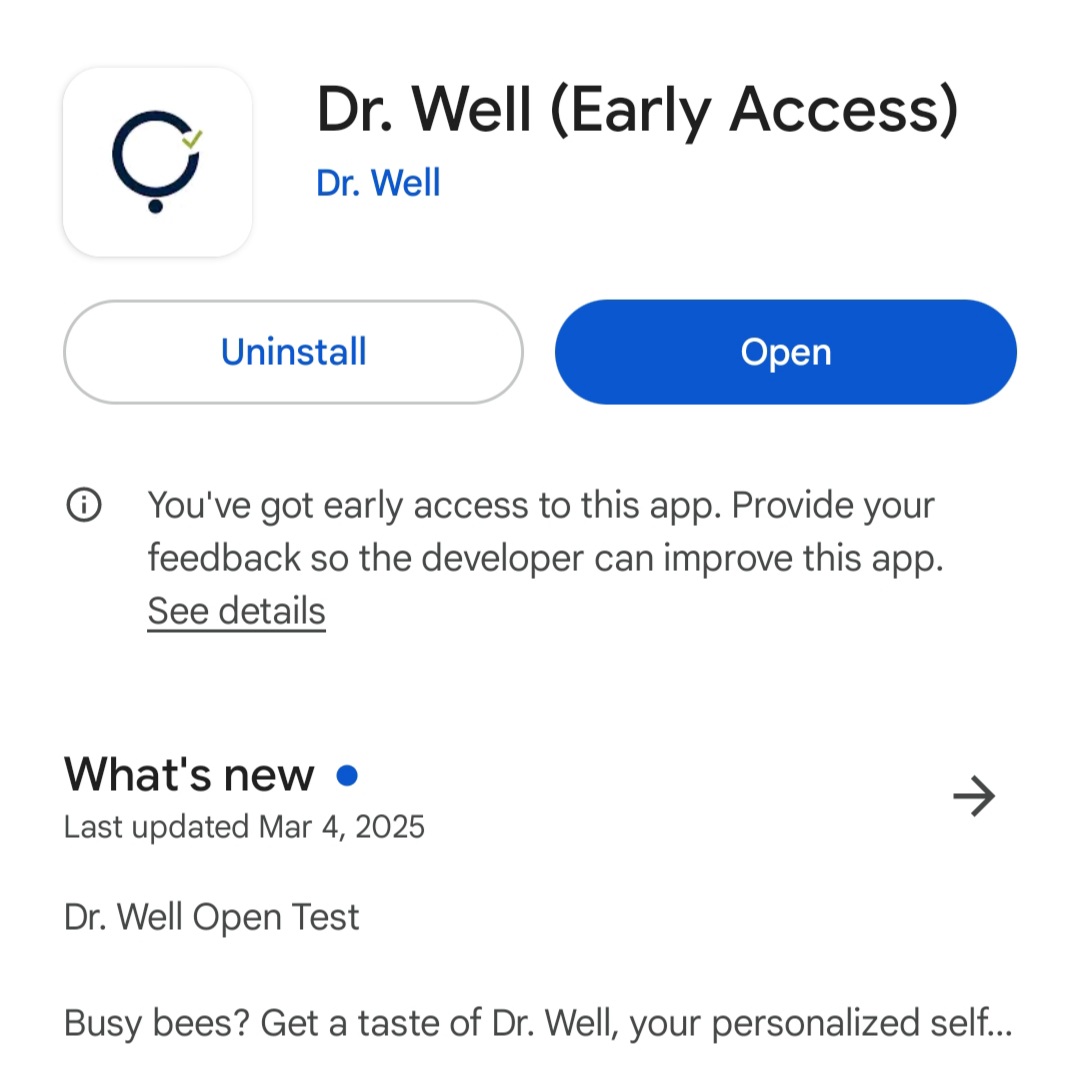 Dr. Well (Early Access)
Dr. Well
Uninstall
Open
You've got early access to this app. Provide your
feedback so the developer can improve this app.
See details
What's new
Last updated Mar 4, 2025
Dr. Well Open Test
Busy bees? Get a taste of Dr. Well, your personalized self...